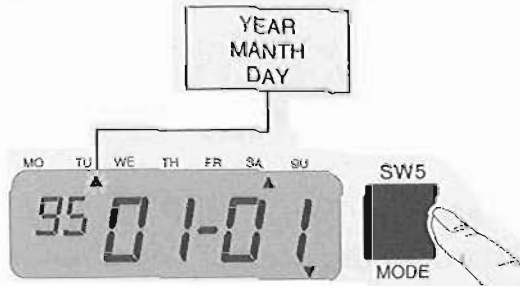 YEAR
MANTH
DAY
MO TU WE TH FR SA SU
95 01-01
SW5
MODE